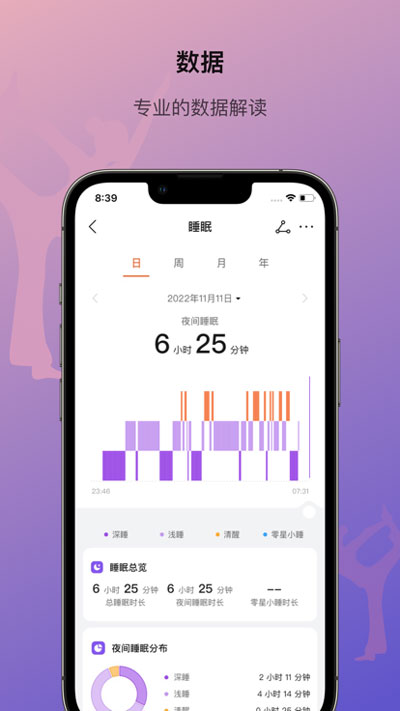 数据
专业的数据解读
8:39
睡眠
日 周 月 年
2022年11月11日
夜间睡眠
6 小时 25 分钟
23:46 07:31
深睡 浅睡 清醒 零星小睡
睡眠总览
6 小时 25 分钟 6 小时 25 分钟 --
总睡眠时长 夜间睡眠时长 零星小睡时长
夜间睡眠分布
深睡 2 小时 11 分钟
浅睡 4 小时 14 分钟
清醒 0 小时 25 分钟